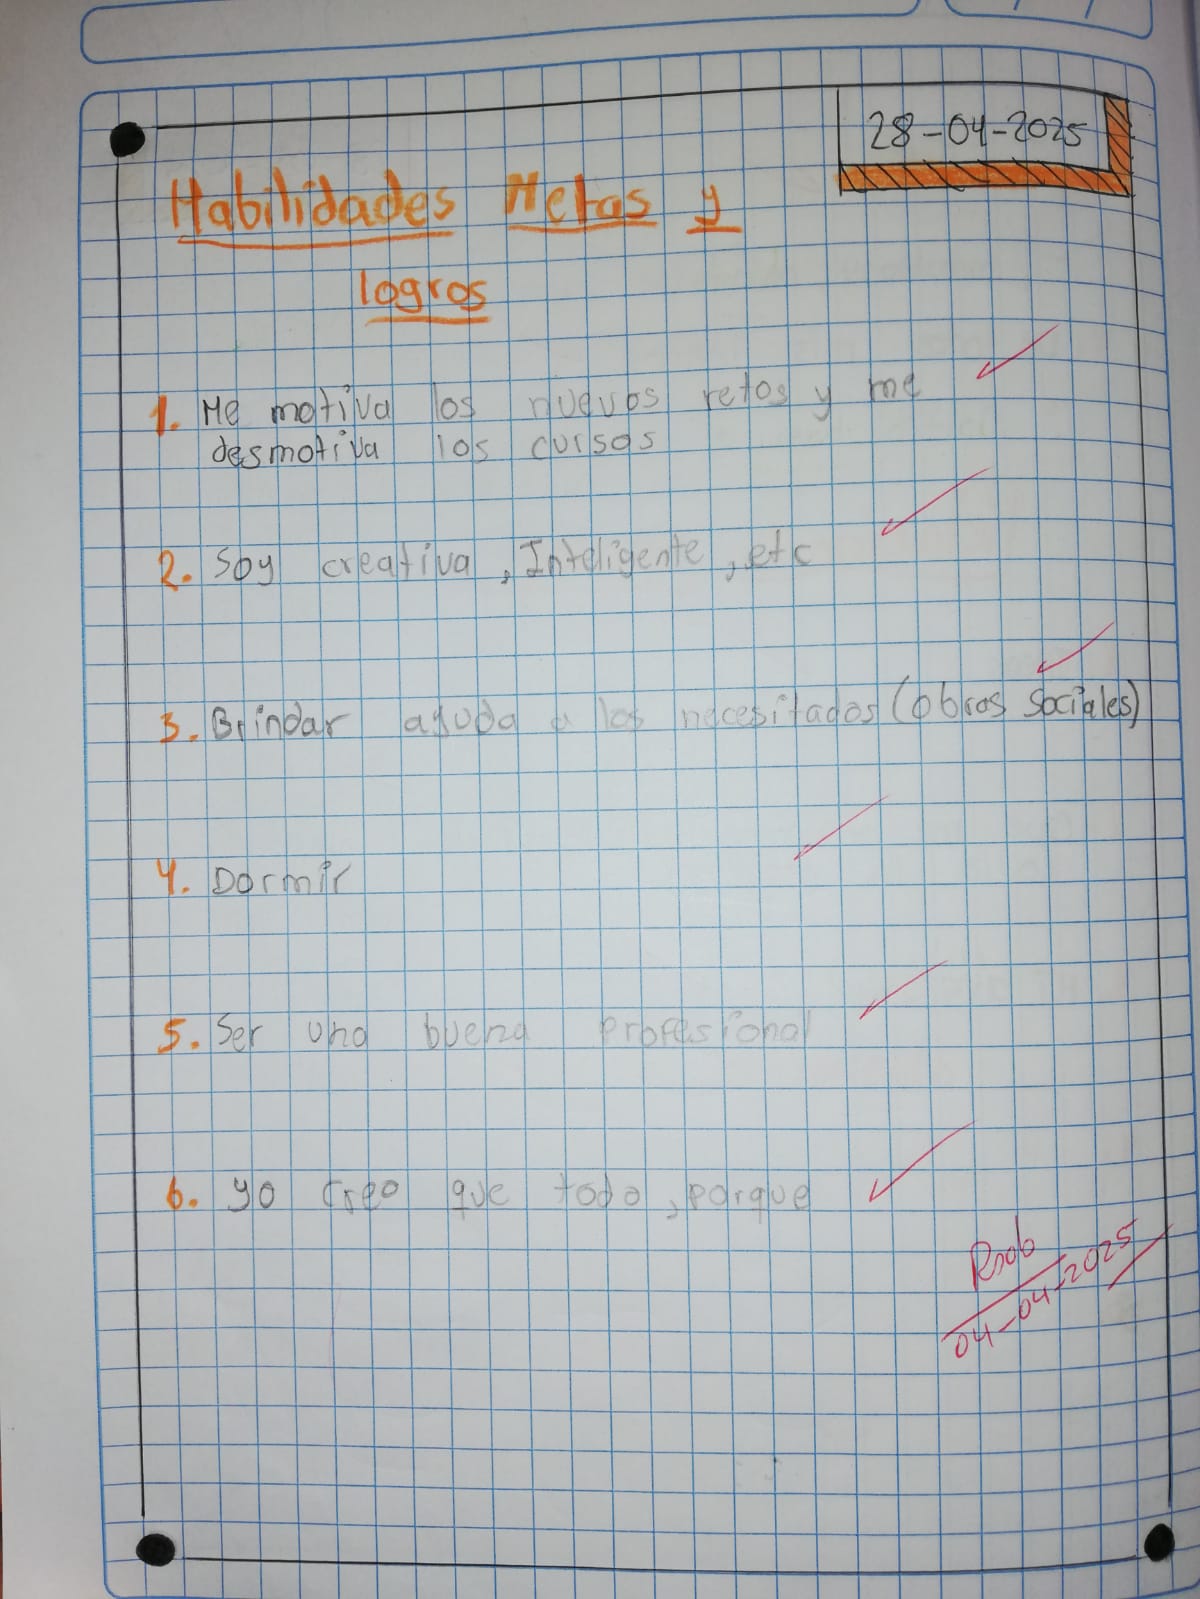 28-04-2025
Habilidades Metas y
logros
1. Me motiva los nuevos retos y me
desmotiva los cursos
2. Soy creativa, Inteligente, etc
3. Brindar ayuda a los necesitados (obras sociales)
4. Dormir
5. Ser una buena profesional
6. yo creo que todo, porque
04-04-2025